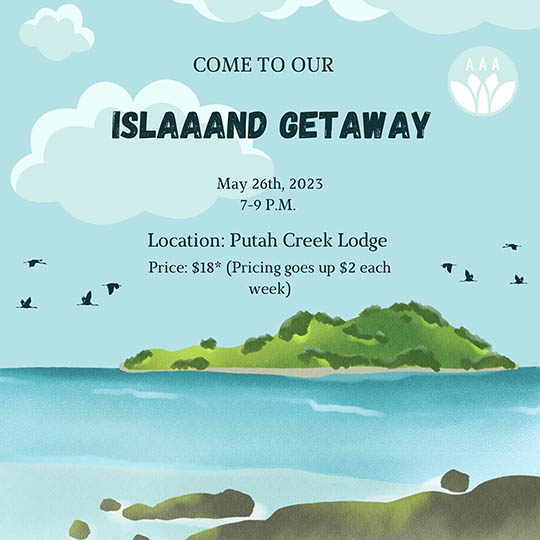 COME TO OUR
A A A
ISLAAAND GETAWAY
May 26th, 2023
7-9 P.M.
Location: Putah Creek Lodge
Price: $18* (Pricing goes up $2 each
week)